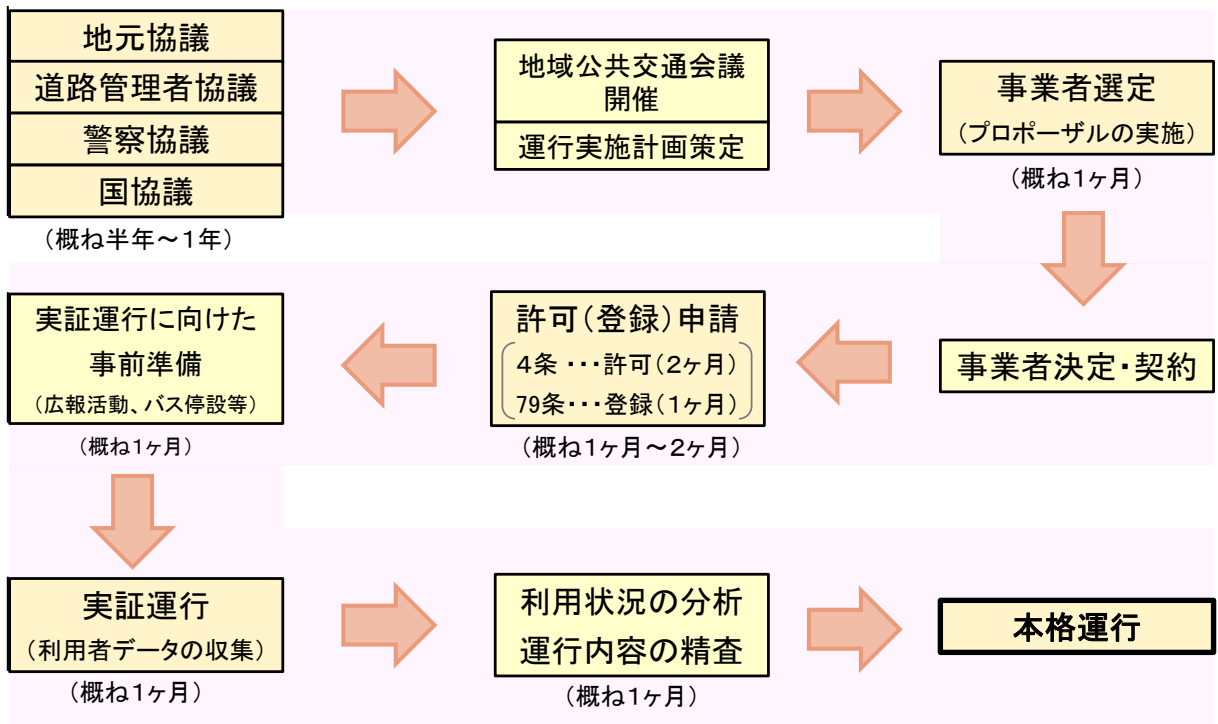 地元協議
道路管理者協議
警察協議
国協議
（概ね半年～１年）
地域公共交通会議
開催
運行実施計画策定
事業者選定
（プロポーザルの実施）
（概ね１ヶ月）
事業者決定・契約
許可（登録）申請
４条 ･･･許可（２ヶ月）
79条･･･登録（１ヶ月）
（概ね１ヶ月～２ヶ月）
実証運行に向けた
事前準備
（広報活動、バス停設等）
（概ね１ヶ月）
実証運行
（利用者データの収集）
（概ね１ヶ月）
利用状況の分析
運行内容の精査
（概ね１ヶ月）
本格運行